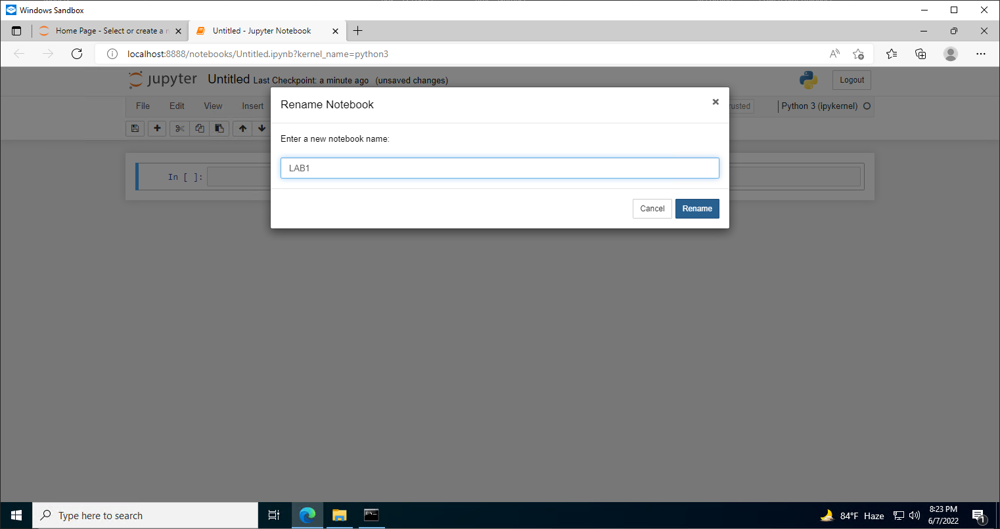 Windows Sandbox
Home Page - Select or create a n
Untitled - Jupyter Notebook
localhost:8888/notebooks/Untitled.ipynb?kernel_name=python3
jupyter Untitled Last Checkpoint: a minute ago (unsaved changes)
Logout
File Edit View Insert
Python 3 (ipykernel)
Rename Notebook
Enter a new notebook name:
LAB1
In [ ]:
Cancel Rename
Type here to search
84°F Haze
8:23 PM
6/7/2022
1